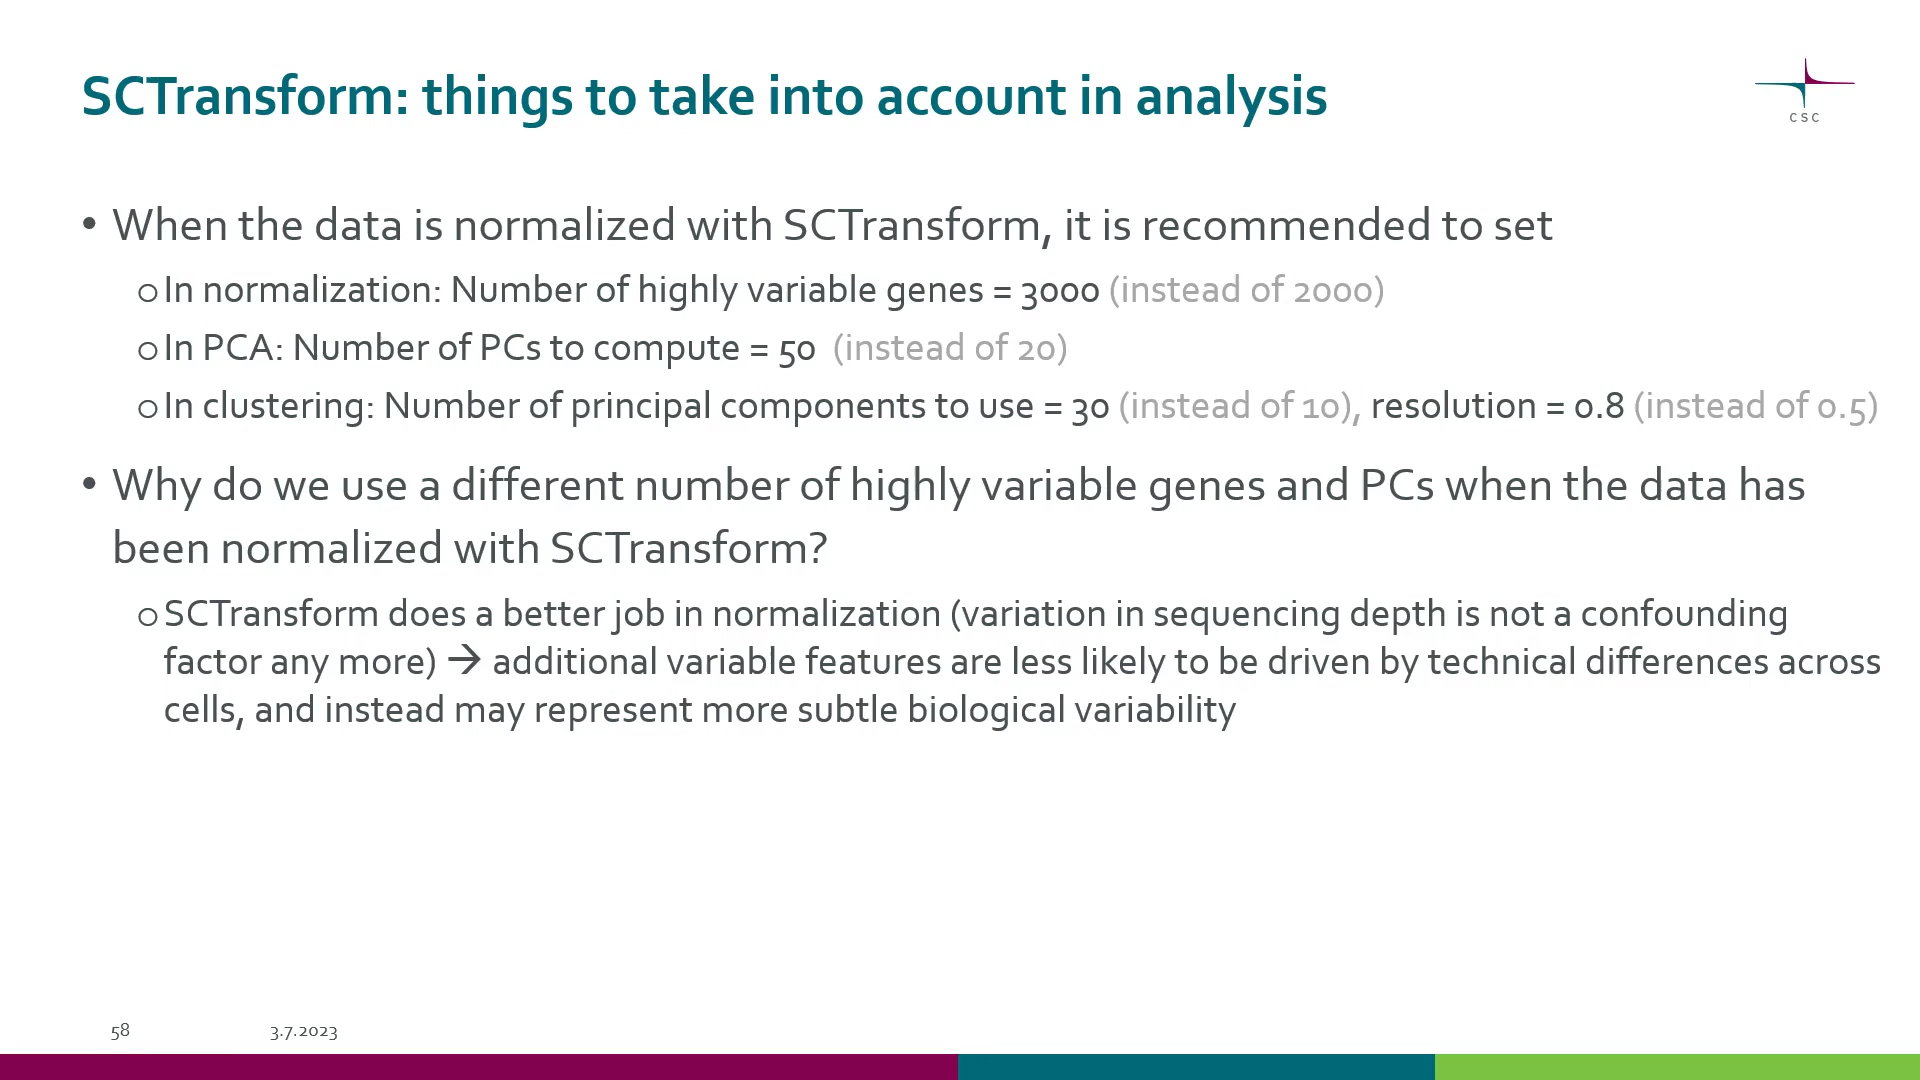 SCTransform: things to take into account in analysis
CSC
• When the data is normalized with SCTransform, it is recommended to set
o In normalization: Number of highly variable genes = 3000 (instead of 2000)
o In PCA: Number of PCs to compute = 50 (instead of 20)
o In clustering: Number of principal components to use = 30 (instead of 10), resolution = 0.8 (instead of 0.5)
• Why do we use a different number of highly variable genes and PCs when the data has
been normalized with SCTransform?
o SCTransform does a better job in normalization (variation in sequencing depth is not a confounding
factor any more) → additional variable features are less likely to be driven by technical differences across
cells, and instead may represent more subtle biological variability
58 3.7.2023